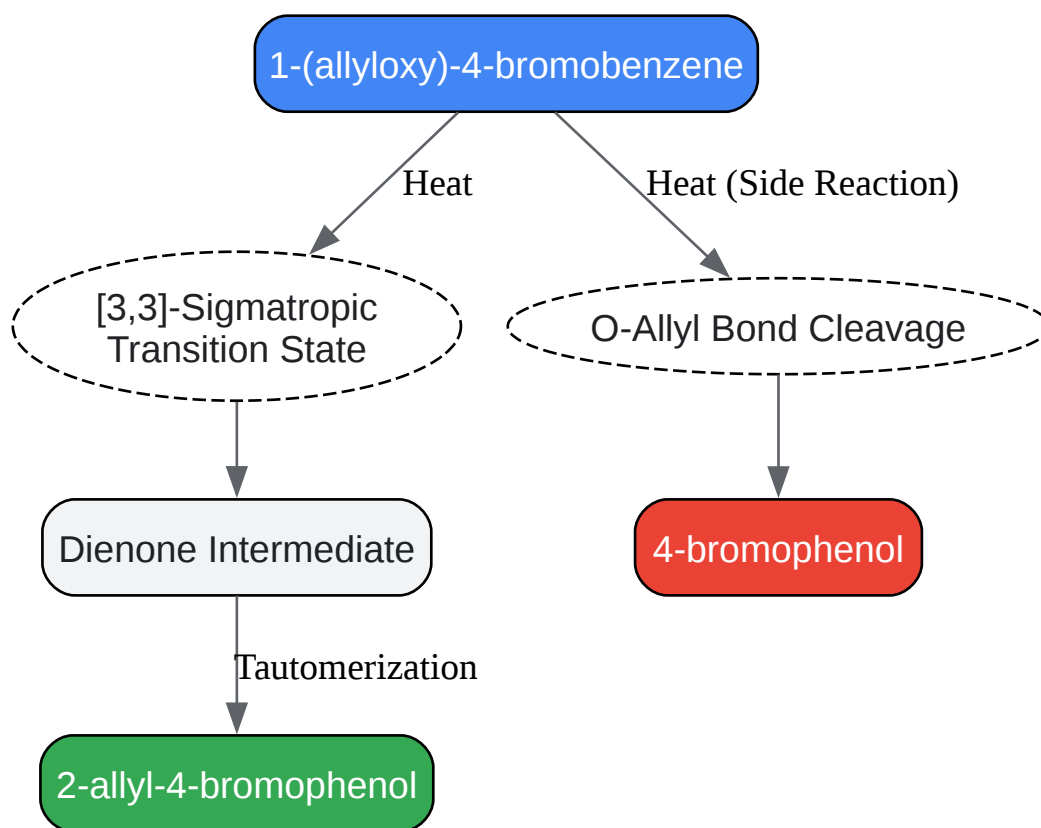 1-(allyloxy)-4-bromobenzene
Heat
Heat (Side Reaction)
[3,3]-Sigmatropic
Transition State
O-Allyl Bond Cleavage
Dienone Intermediate
4-bromophenol
Tautomerization
2-allyl-4-bromophenol